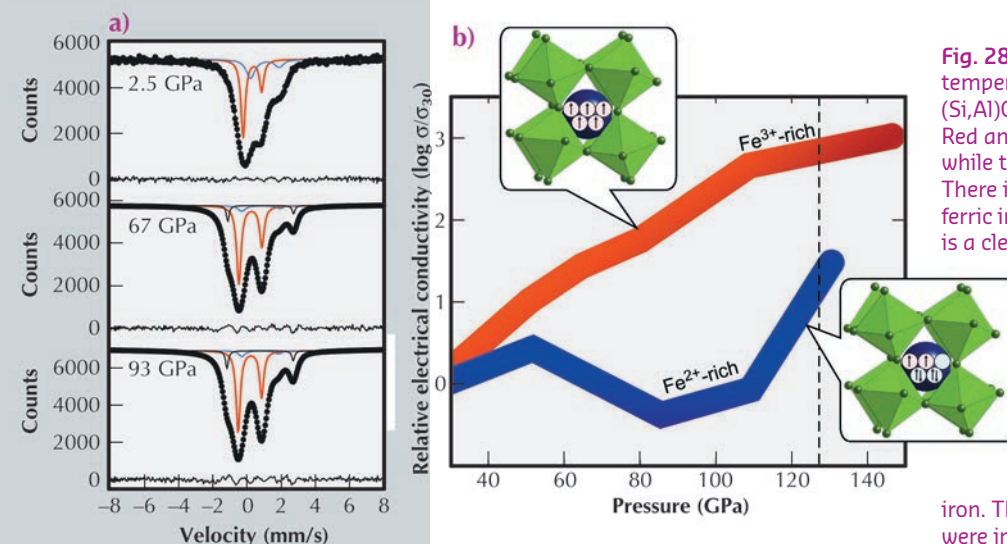 a)
6000
4000
2000
0
Counts
2.5 GPa
6000
4000
2000
0
Counts
67 GPa
6000
4000
2000
0
Counts
93 GPa
−8 −6 −4 −2 0 2 4 6 8
Velocity (mm/s)
b)
Relative electrical conductivity (log σ/σ30)
3
2
1
0
Fe3+-rich
Fe2+-rich
40 60 80 100 120 140
Pressure (GPa)
Fig. 28
temper
(Si,Al)O
Red an
while t
There i
ferric in
is a cle
iron. Th
were in